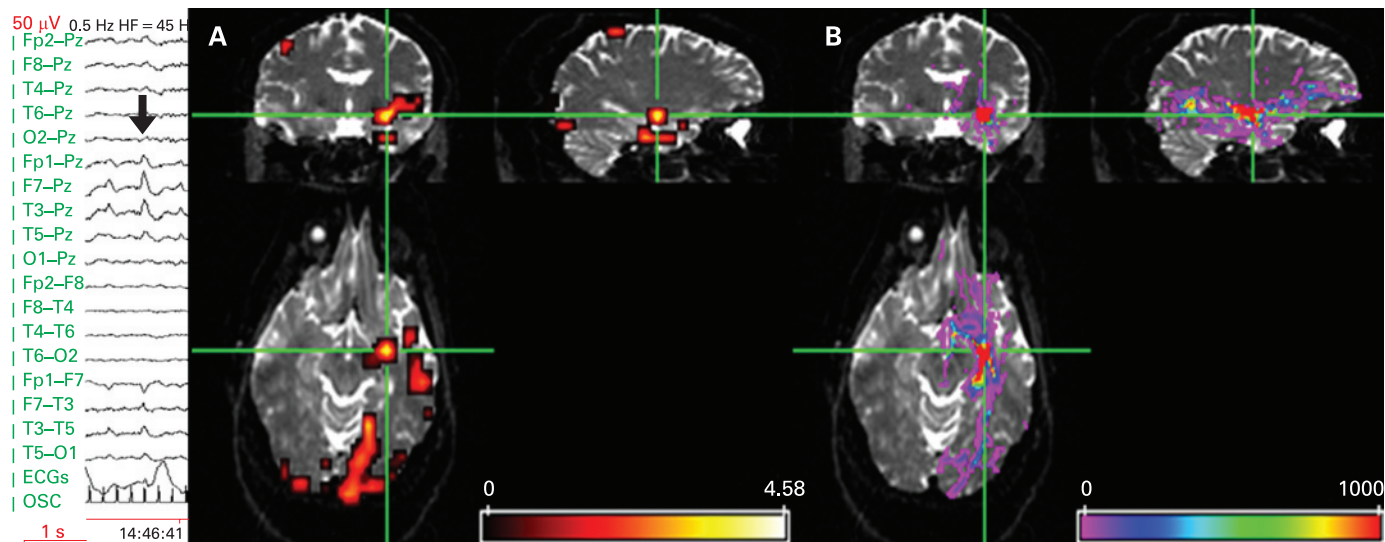 50 µV 0.5 Hz HF = 45 H
Fp2–Pz
F8–Pz
T4–Pz
T6–Pz
O2–Pz
Fp1–Pz
F7–Pz
T3–Pz
T5–Pz
O1–Pz
Fp2–F8
F8–T4
T4–T6
T6–O2
Fp1–F7
F7–T3
T3–T5
T5–O1
ECGs
OSC
1 s 14:46:41
A
0 4.58
B
0 1000